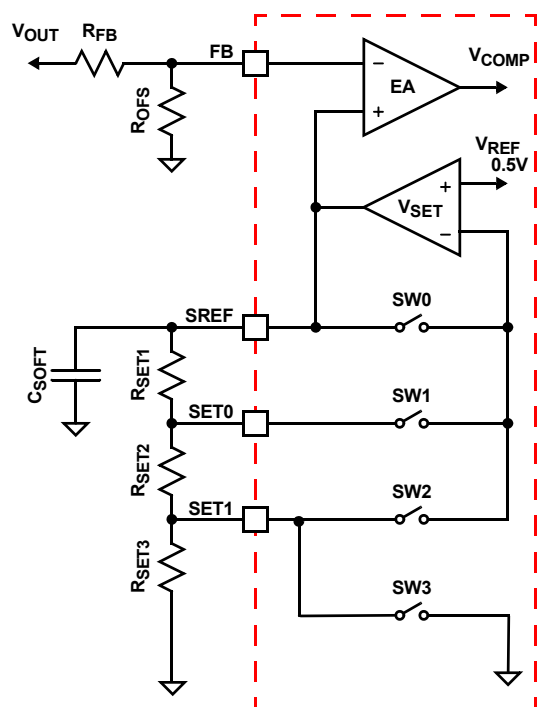 VOUT
RFB
FB
ROFS
−
+
EA
VCOMP
VREF
0.5V
+
−
VSET
SREF
SW0
CSOFT
RSET1
SET0
SW1
RSET2
SET1
SW2
RSET3
SW3